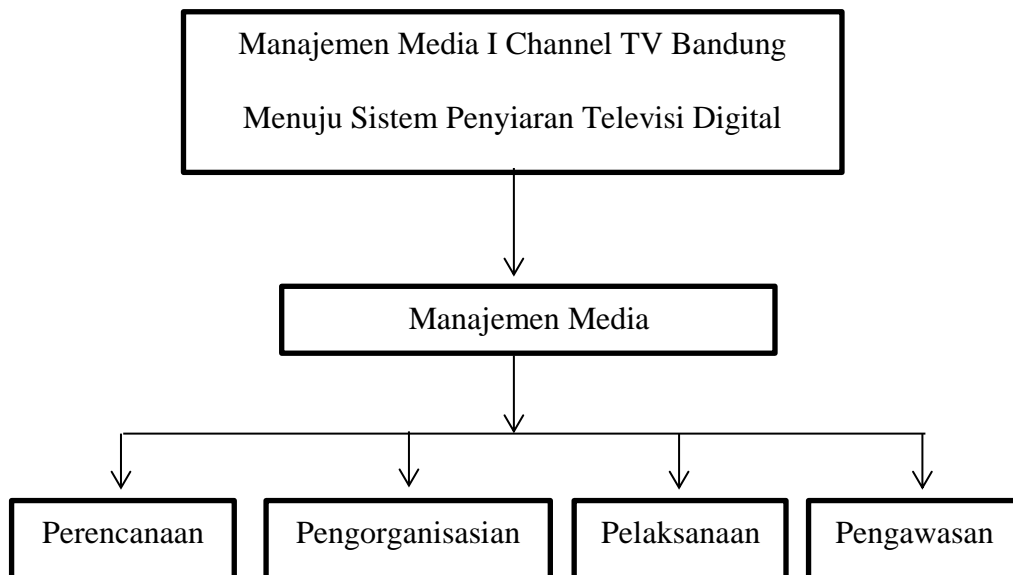 Manajemen Media I Channel TV Bandung
Menuju Sistem Penyiaran Televisi Digital
Manajemen Media
Perencanaan
Pengorganisasian
Pelaksanaan
Pengawasan